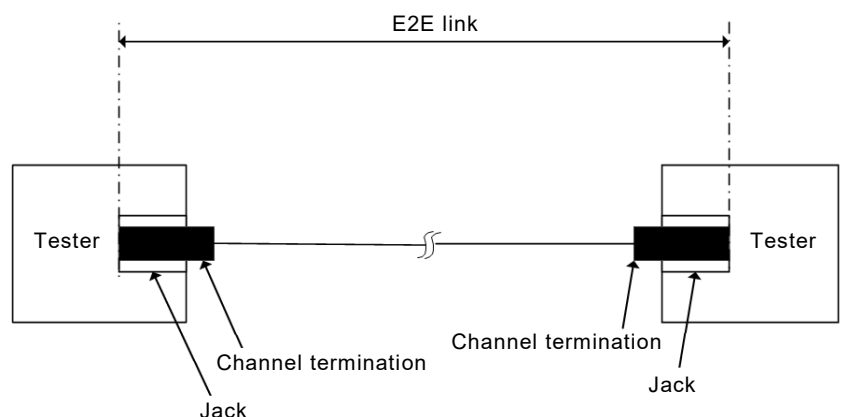 E2E link
Tester
Tester
Channel termination
Channel termination
Jack
Jack